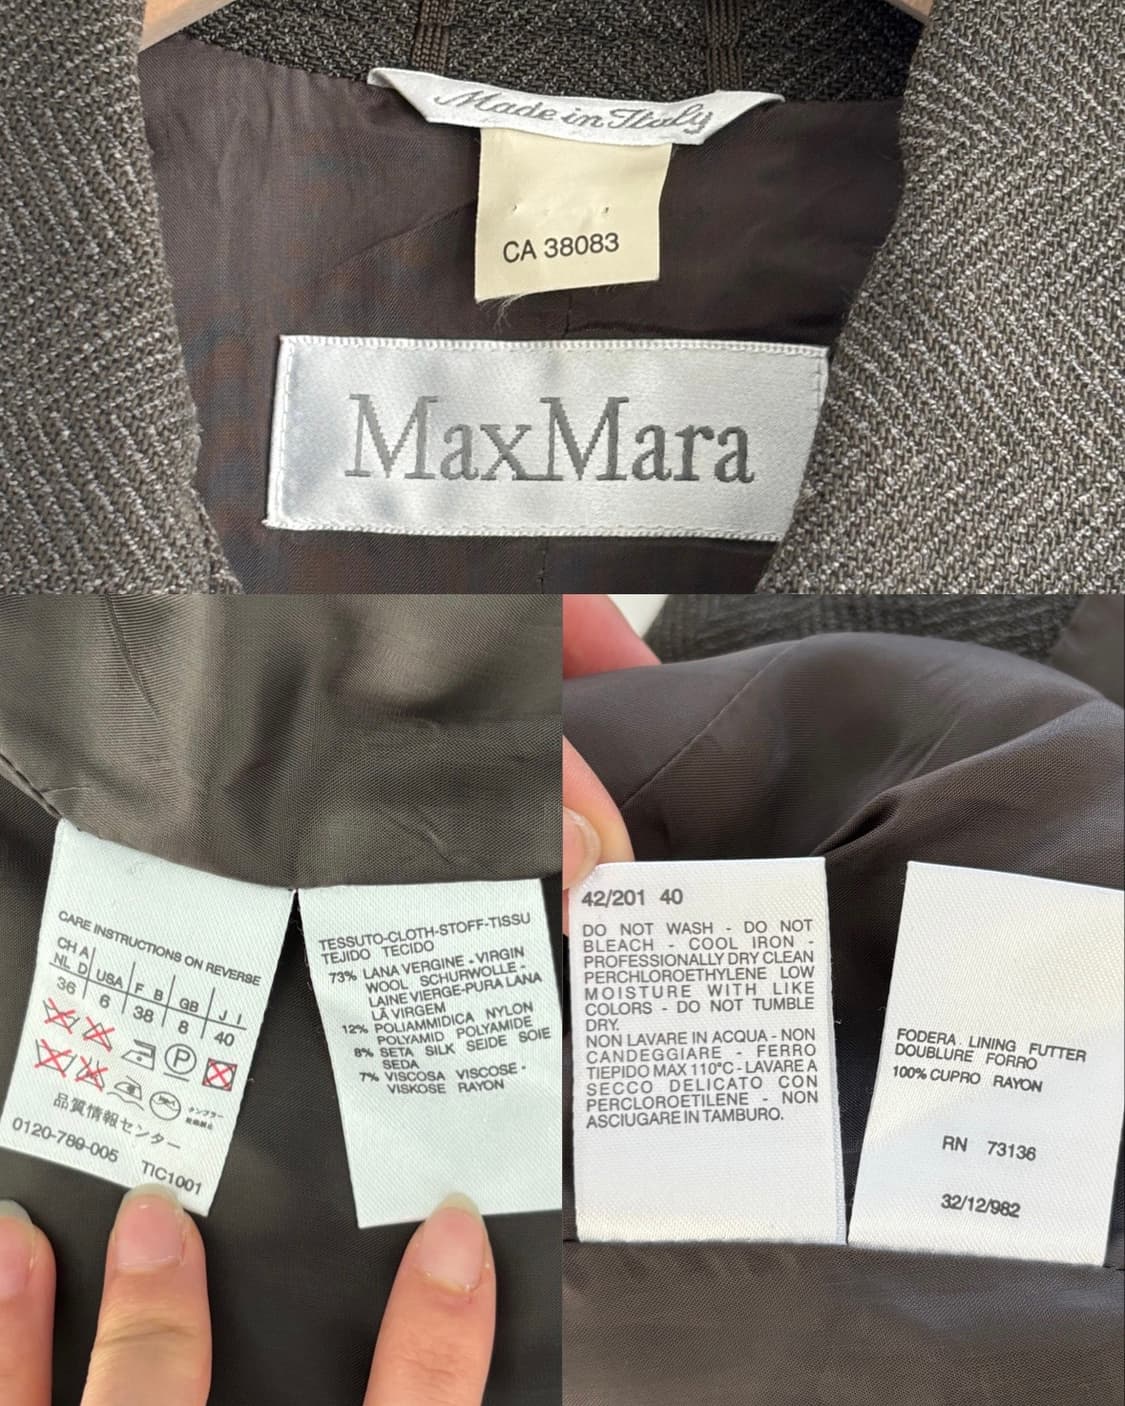 Made in Italy
CA 38083
MaxMara
CARE INSTRUCTIONS ON REVERSE
CH A
NL D USA F B GB J I
36 6 38 8 40
P
品質情報センター
0120-789-005 TIC1001
TESSUTO-CLOTH-STOFF-TISSU
TEJIDO TECIDO
73% LANA VERGINE - VIRGIN
WOOL SCHURWOLLE -
LAINE VIERGE-PURA LANA
LÃ VIRGEM
12% POLIAMMIDICA NYLON
POLYAMID POLYAMIDE
8% SETA SILK SEIDE SOIE
SEDA
7% VISCOSA VISCOSE -
VISKOSE RAYON
42/201 40
DO NOT WASH - DO NOT
BLEACH - COOL IRON -
PROFESSIONALLY DRY CLEAN
PERCHLOROETHYLENE LOW
MOISTURE WITH LIKE
COLORS - DO NOT TUMBLE
DRY.
NON LAVARE IN ACQUA - NON
CANDEGGIARE - FERRO
TIEPIDO MAX 110°C - LAVARE A
SECCO DELICATO CON
PERCLOROETILENE - NON
ASCIUGARE IN TAMBURO.
FODERA LINING FUTTER
DOUBLURE FORRO
100% CUPRO RAYON
RN 73136
32/12/982